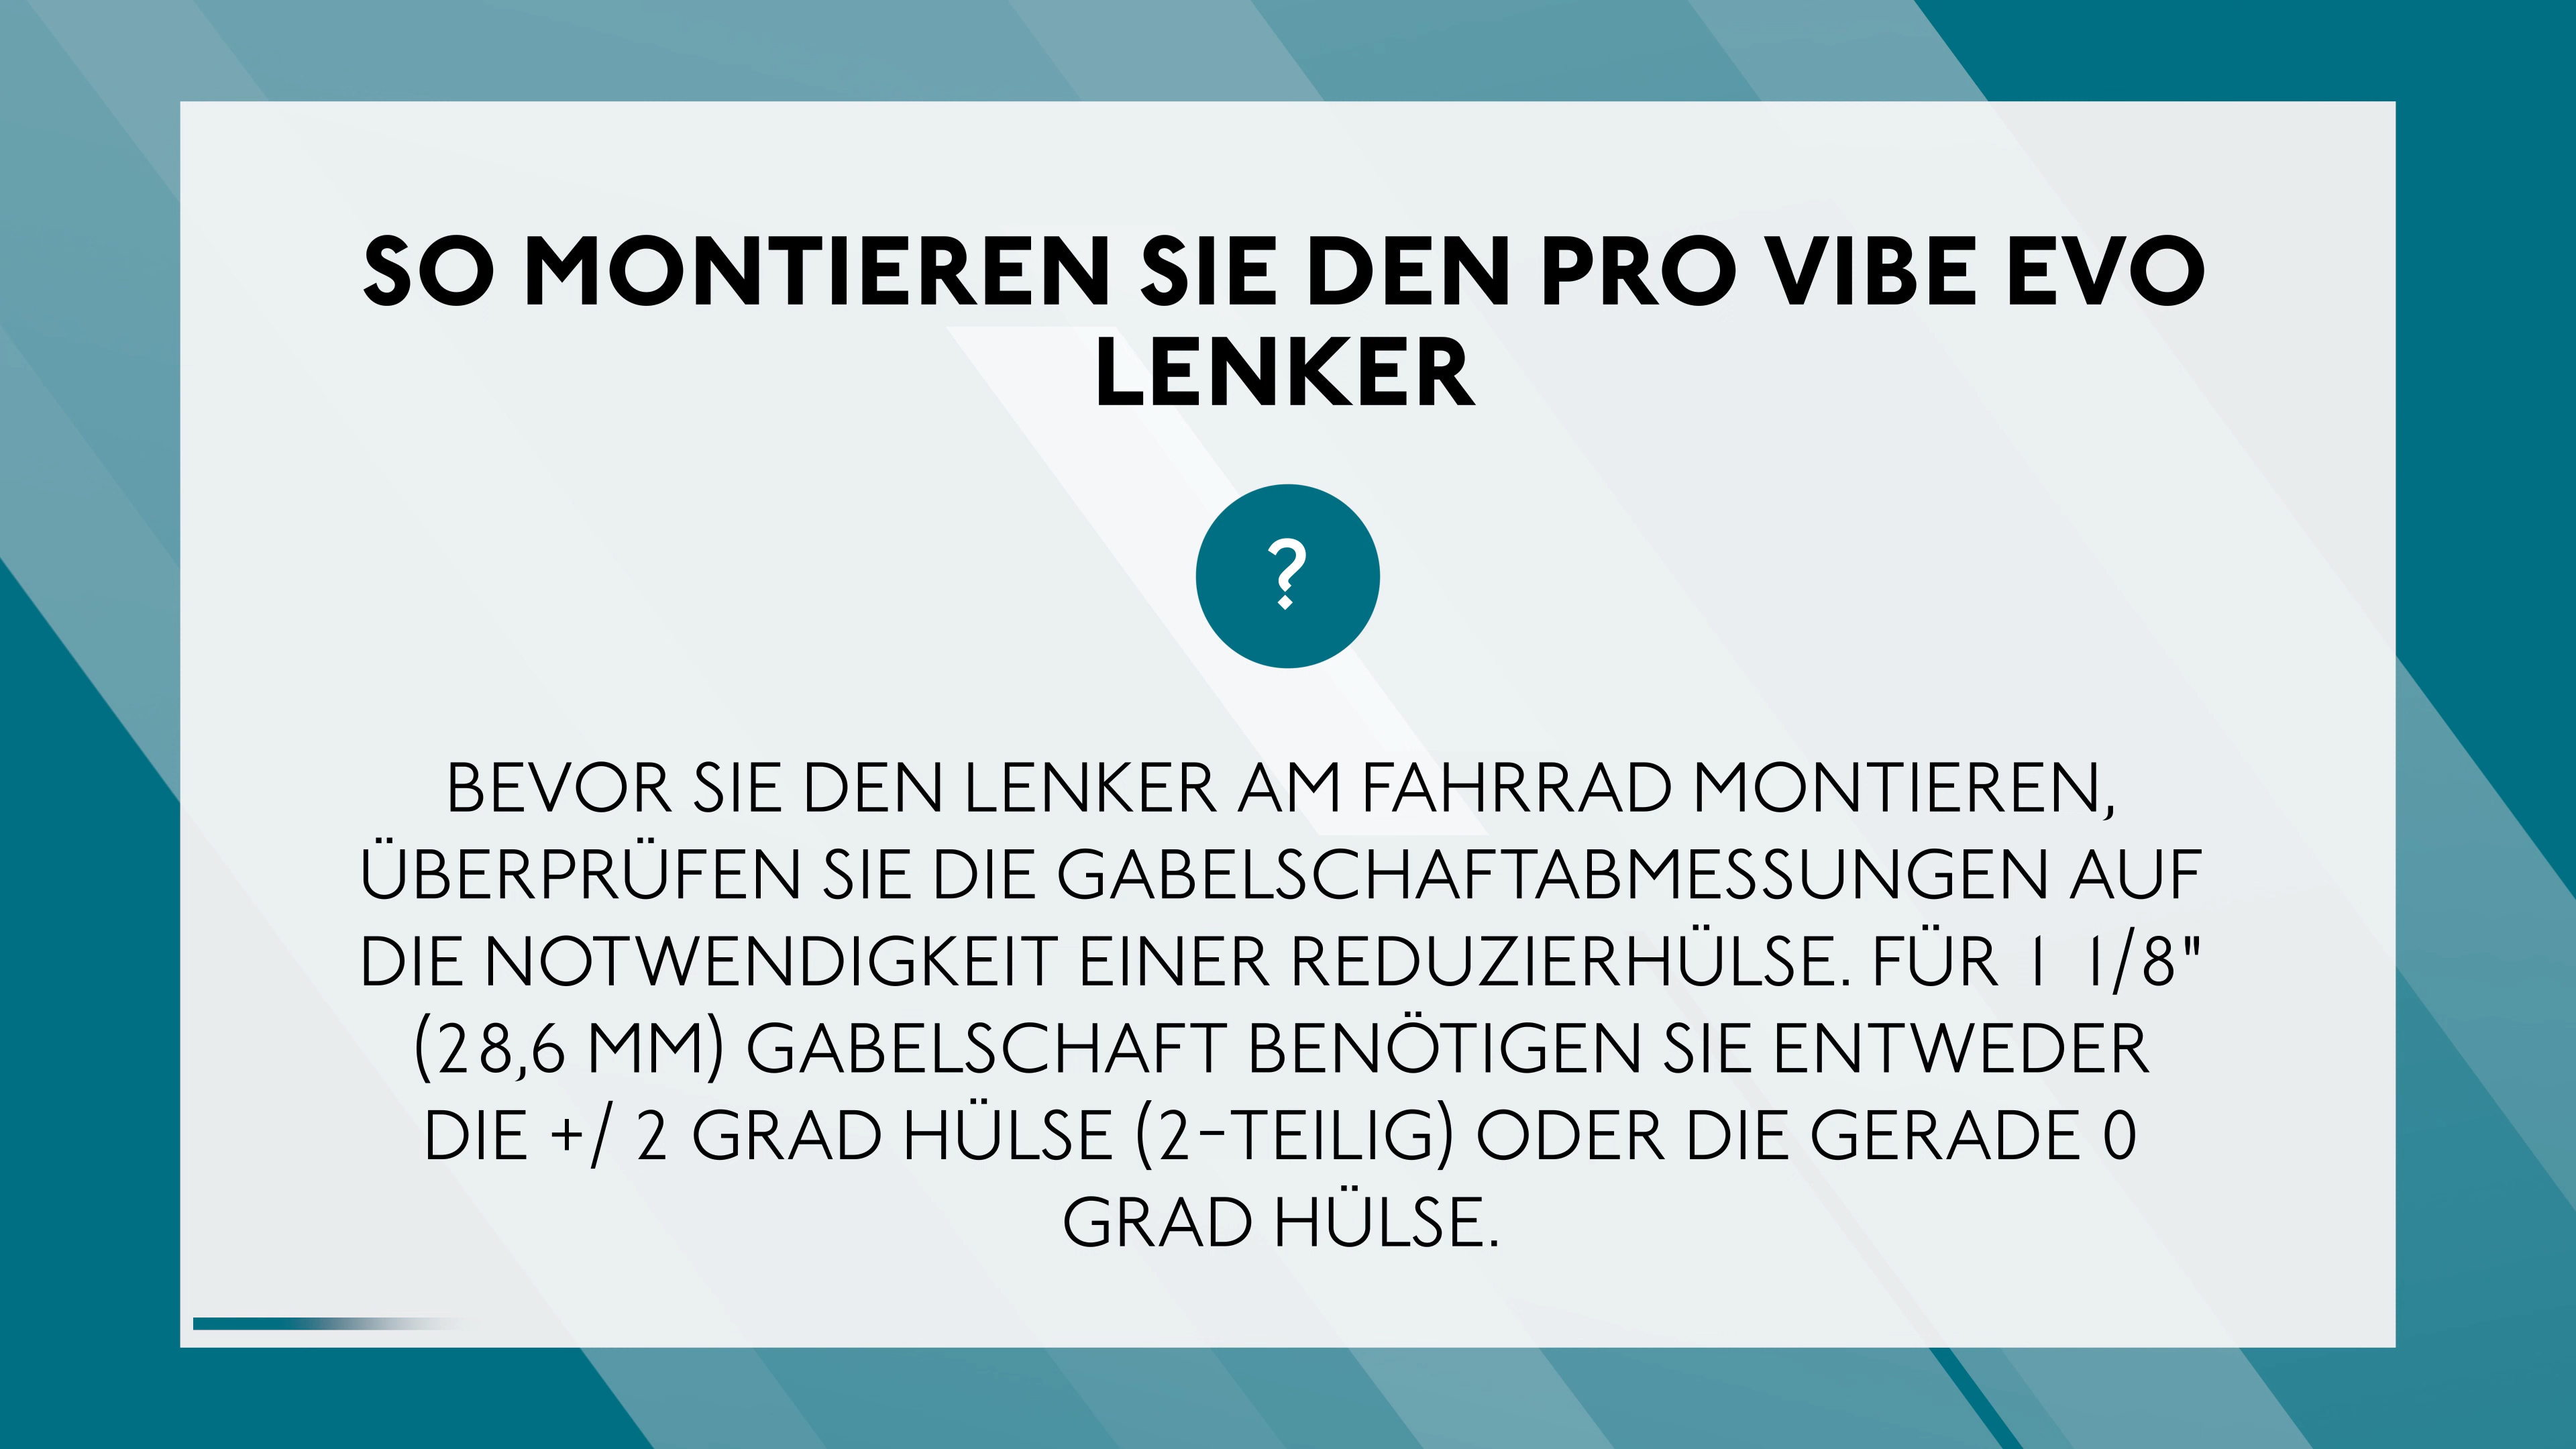 SO MONTIEREN SIE DEN PRO VIBE EVO
LENKER
?
BEVOR SIE DEN LENKER AM FAHRRAD MONTIEREN,
ÜBERPRÜFEN SIE DIE GABELSCHAFTABMESSUNGEN AUF
DIE NOTWENDIGKEIT EINER REDUZIERHÜLSE. FÜR 1 1/8"
(28,6 MM) GABELSCHAFT BENÖTIGEN SIE ENTWEDER
DIE +/ 2 GRAD HÜLSE (2-TEILIG) ODER DIE GERADE 0
GRAD HÜLSE.